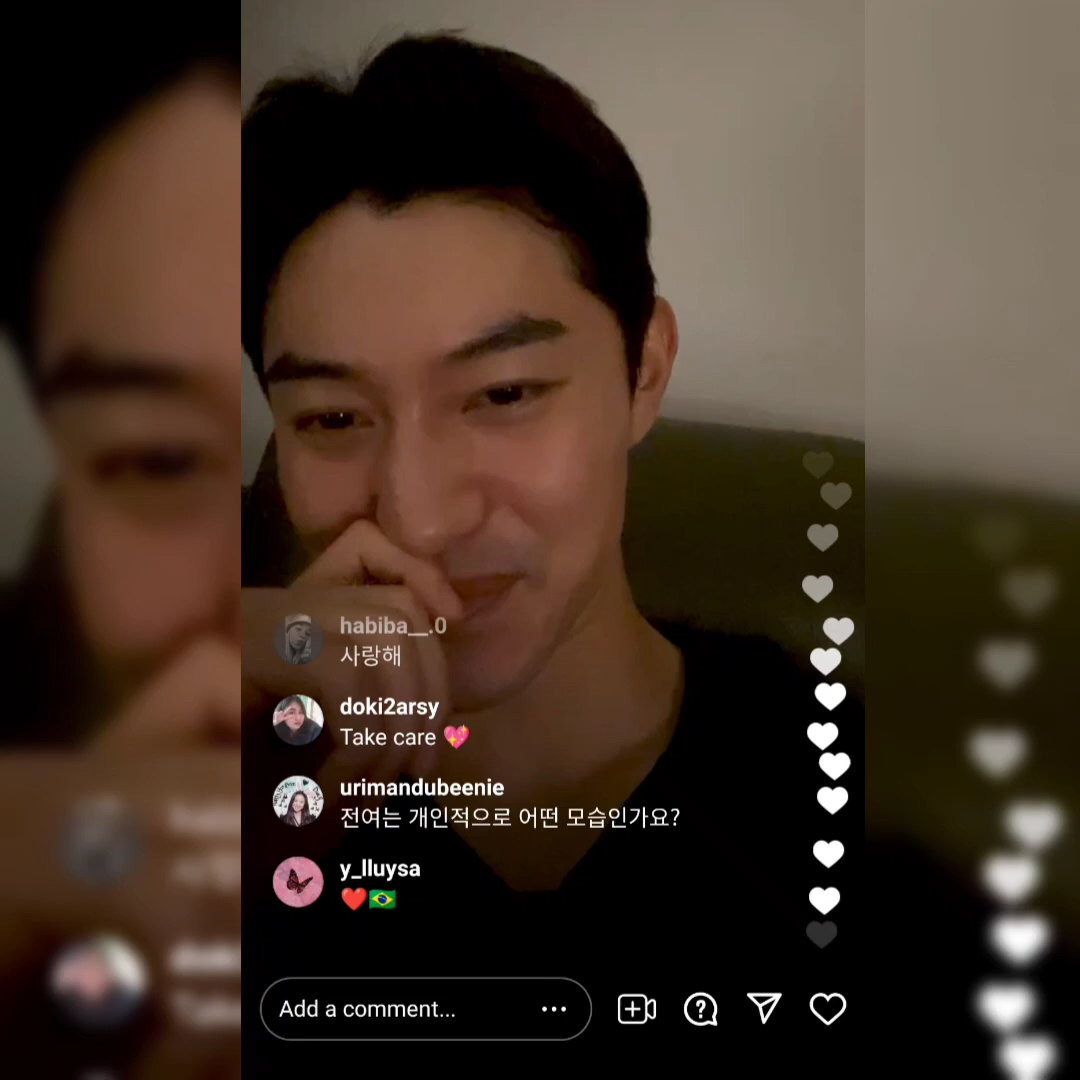 habiba__.0
사랑해
doki2arsy
Take care 💖
urimandubeenie
전여는 개인적으로 어떤 모습인가요?
y_lluysa
❤️🇧🇷
Add a comment...